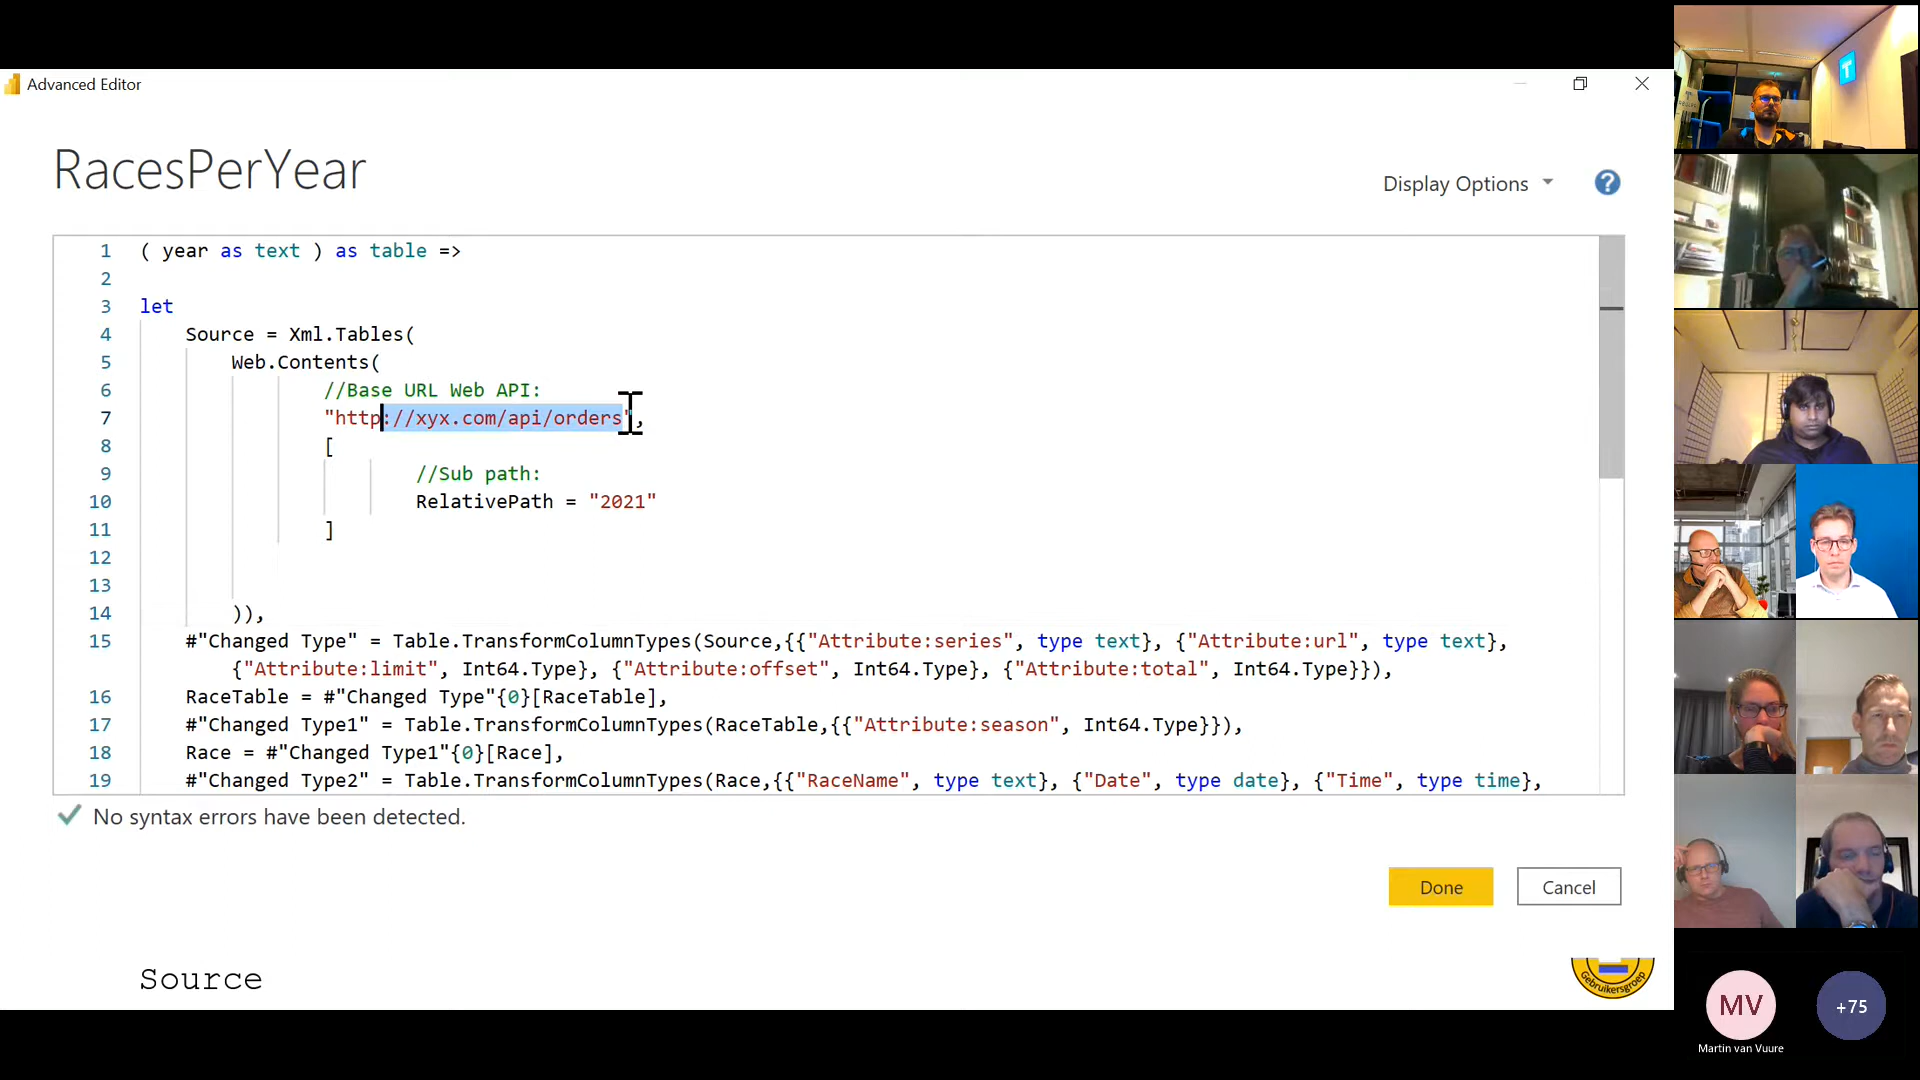 Advanced Editor
RacesPerYear
Display Options
?
1 ( year as text ) as table =>
2
3 let
4 Source = Xml.Tables(
5 Web.Contents(
6 //Base URL Web API:
7 "http://xyx.com/api/orders",
8 [
9 //Sub path:
10 RelativePath = "2021"
11 ]
12
13
14 )),
15 #"Changed Type" = Table.TransformColumnTypes(Source,{{"Attribute:series", type text}, {"Attribute:url", type text},
{"Attribute:limit", Int64.Type}, {"Attribute:offset", Int64.Type}, {"Attribute:total", Int64.Type}}),
16 RaceTable = #"Changed Type"{0}[RaceTable],
17 #"Changed Type1" = Table.TransformColumnTypes(RaceTable,{{"Attribute:season", Int64.Type}}),
18 Race = #"Changed Type1"{0}[Race],
19 #"Changed Type2" = Table.TransformColumnTypes(Race,{{"RaceName", type text}, {"Date", type date}, {"Time", type time},
No syntax errors have been detected.
Done
Cancel
Source
Gebruikersgroep
T
MV
+75
Martin van Vuure